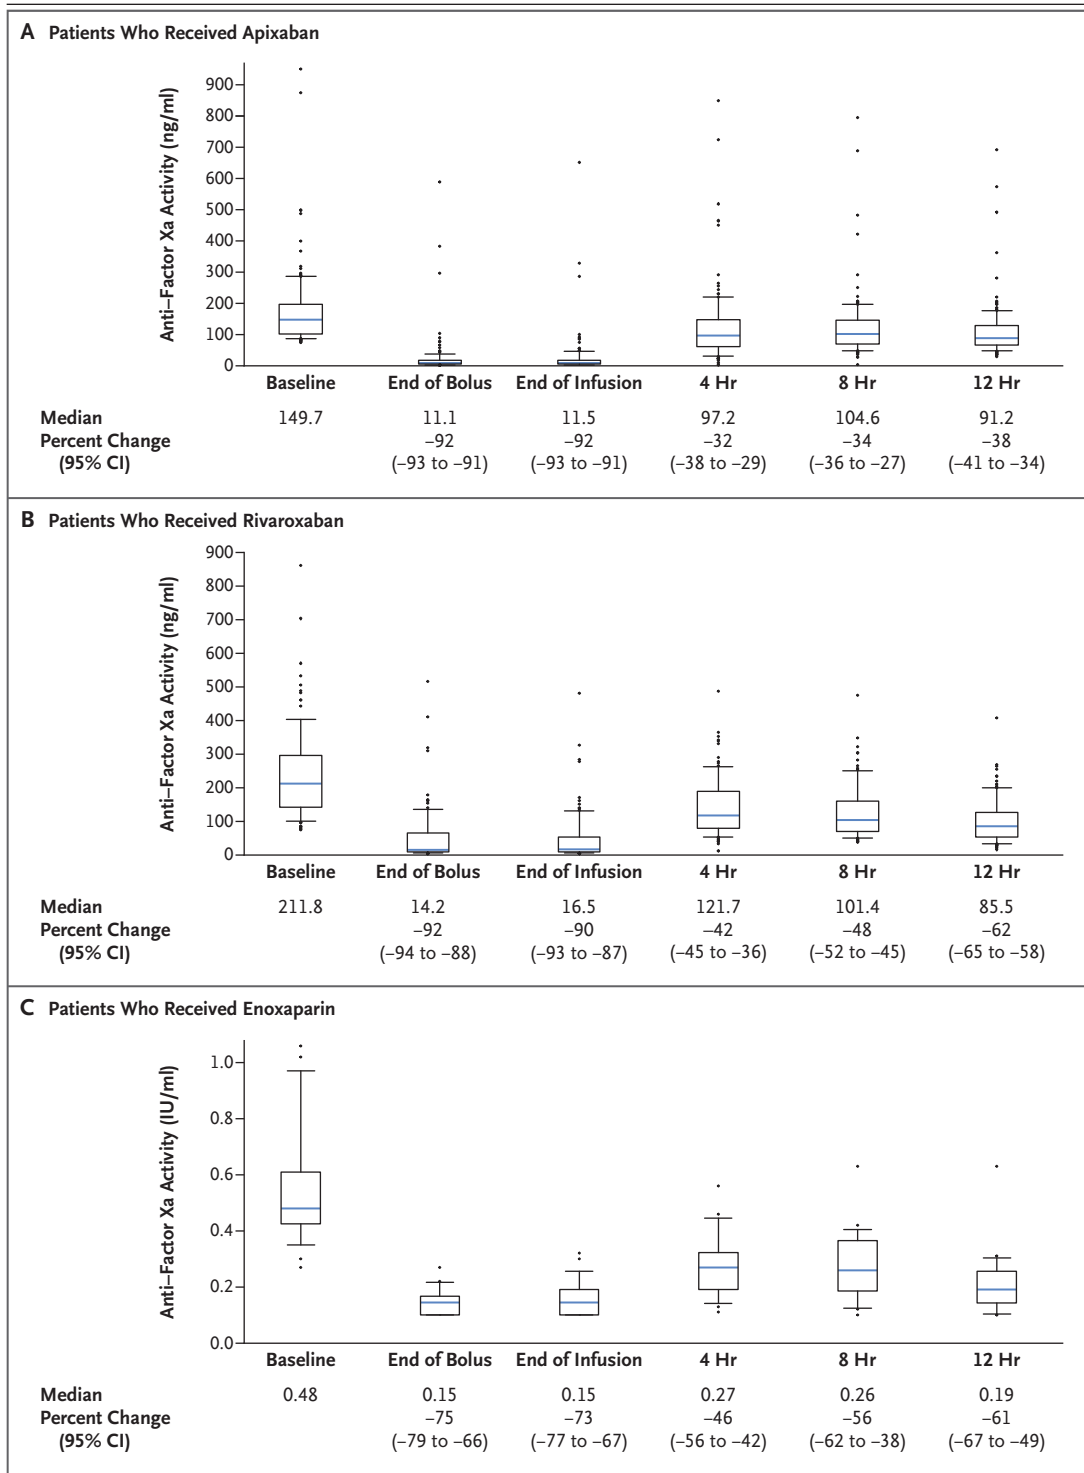 A Patients Who Received Apixaban
Anti–Factor Xa Activity (ng/ml)
900
800
700
600
500
400
300
200
100
0
Baseline End of Bolus End of Infusion 4 Hr 8 Hr 12 Hr
Median 149.7 11.1 11.5 97.2 104.6 91.2
Percent Change –92 –92 –32 –34 –38
(95% CI) (–93 to –91) (–93 to –91) (–38 to –29) (–36 to –27) (–41 to –34)
B Patients Who Received Rivaroxaban
Anti–Factor Xa Activity (ng/ml)
900
800
700
600
500
400
300
200
100
0
Baseline End of Bolus End of Infusion 4 Hr 8 Hr 12 Hr
Median 211.8 14.2 16.5 121.7 101.4 85.5
Percent Change –92 –90 –42 –48 –62
(95% CI) (–94 to –88) (–93 to –87) (–45 to –36) (–52 to –45) (–65 to –58)
C Patients Who Received Enoxaparin
Anti–Factor Xa Activity (IU/ml)
1.0
0.8
0.6
0.4
0.2
0.0
Baseline End of Bolus End of Infusion 4 Hr 8 Hr 12 Hr
Median 0.48 0.15 0.15 0.27 0.26 0.19
Percent Change –75 –73 –46 –56 –61
(95% CI) (–79 to –66) (–77 to –67) (–56 to –42) (–62 to –38) (–67 to –49)